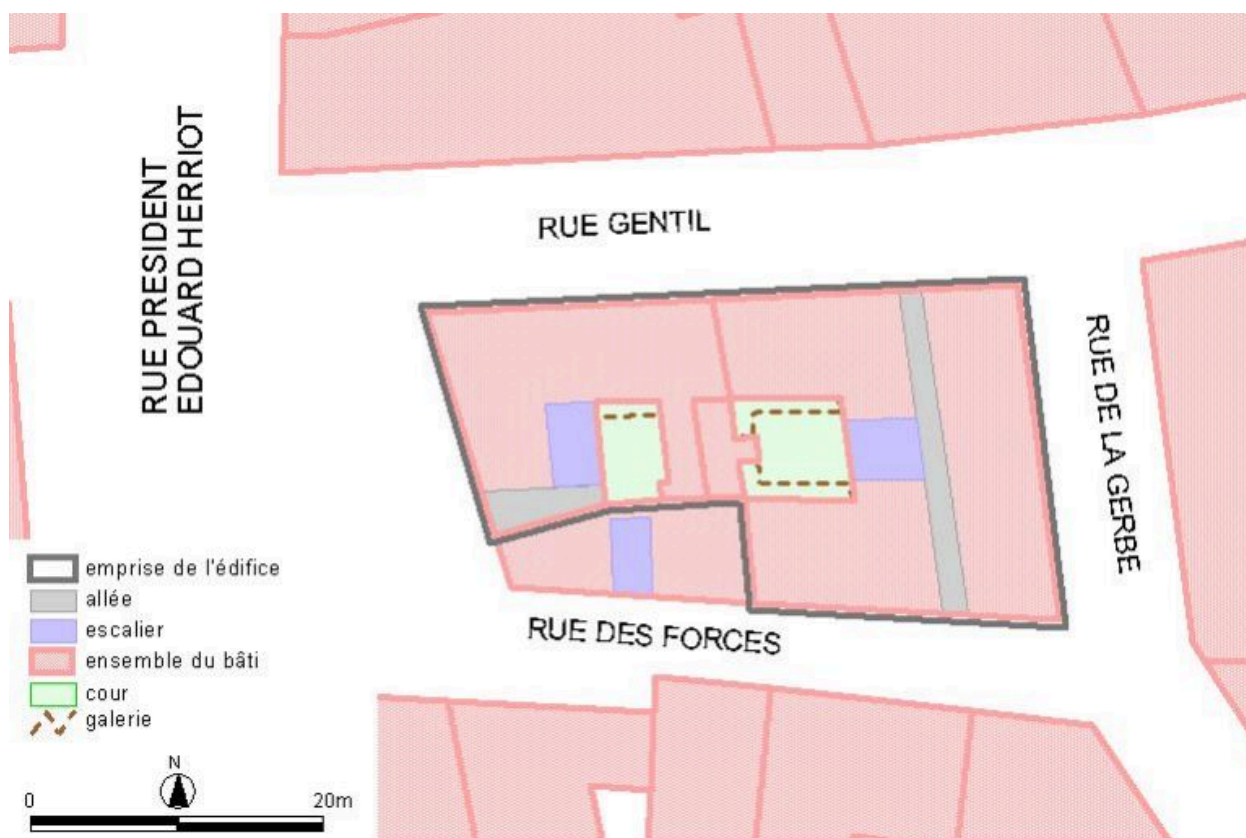 RUE PRESIDENT
EDOUARD HERRIOT
RUE GENTIL
RUE DE LA GERBE
RUE DES FORCES
emprise de l'édifice
allée
escalier
ensemble du bâti
cour
galerie
N
0 20m